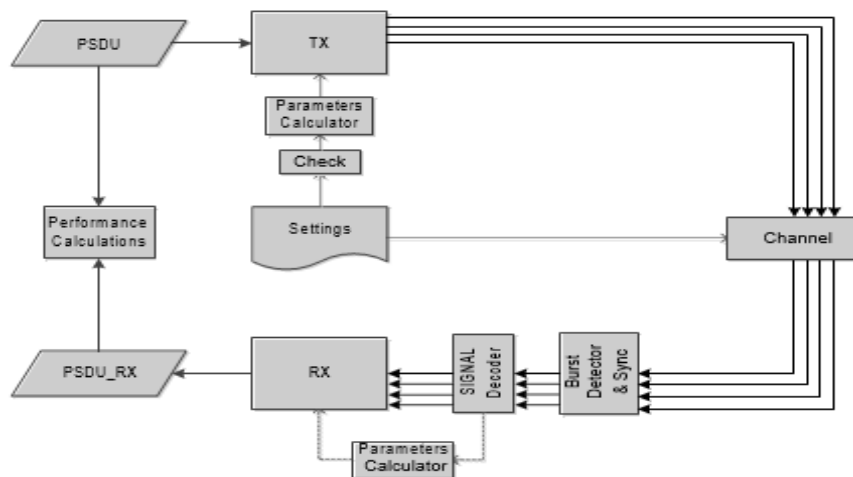 PSDU
TX
Parameters
Calculator
Check
Performance
Calculations
Settings
Channel
PSDU_RX
RX
SIGNAL
Decoder
Burst
Detector
& Sync
Parameters
Calculator